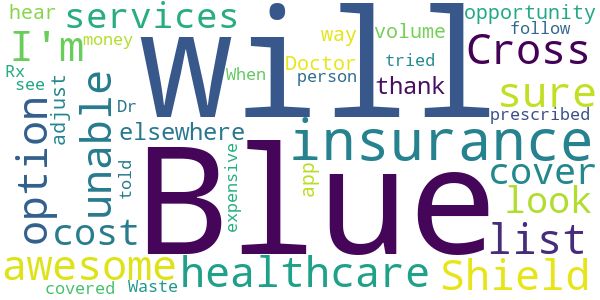 hear
services
opportunity
I'm
money
Will
way
volume
follow
Doctor
tried
Cross
Rx
see
When
person
thank
sure
prescribed
option
adjust
unable
Dr
elsewhere
insurance
cover
told
expensive
Blue
app
look
cost
list
awesome
healthcare
Shield
covered
Waste